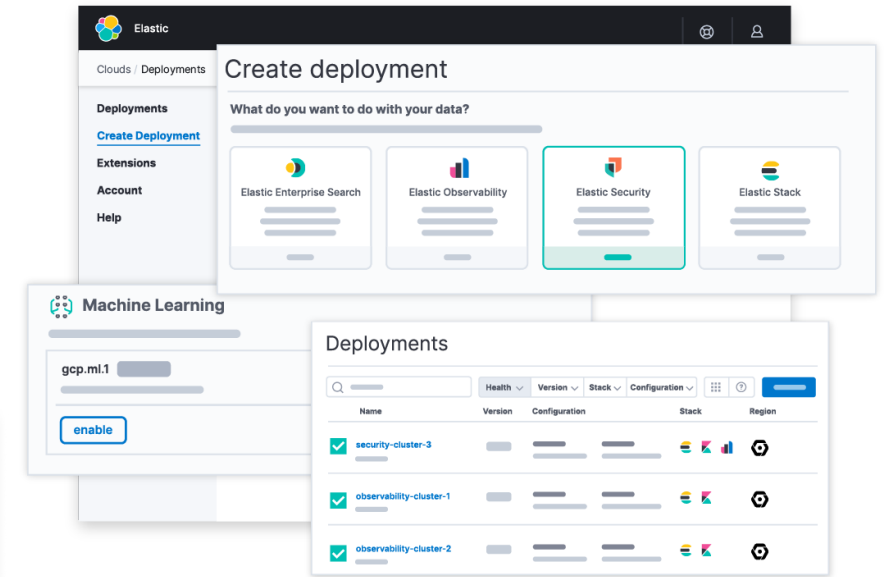 Elastic
Clouds / Deployments
Deployments
Create Deployment
Extensions
Account
Help
Create deployment
What do you want to do with your data?
Elastic Enterprise Search
Elastic Observability
Elastic Security
Elastic Stack
Machine Learning
gcp.ml.1
enable
Deployments
Health Version Stack Configuration
Name Version Configuration Stack Region
security-cluster-3
observability-cluster-1
observability-cluster-2